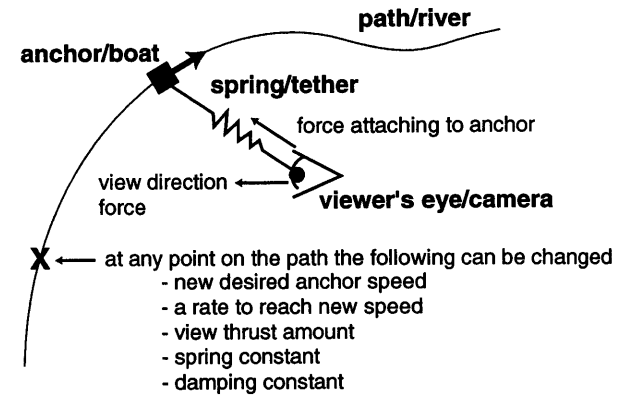 path/river
anchor/boat
spring/tether
force attaching to anchor
view direction
force
viewer's eye/camera
X
at any point on the path the following can be changed
- new desired anchor speed
- a rate to reach new speed
- view thrust amount
- spring constant
- damping constant